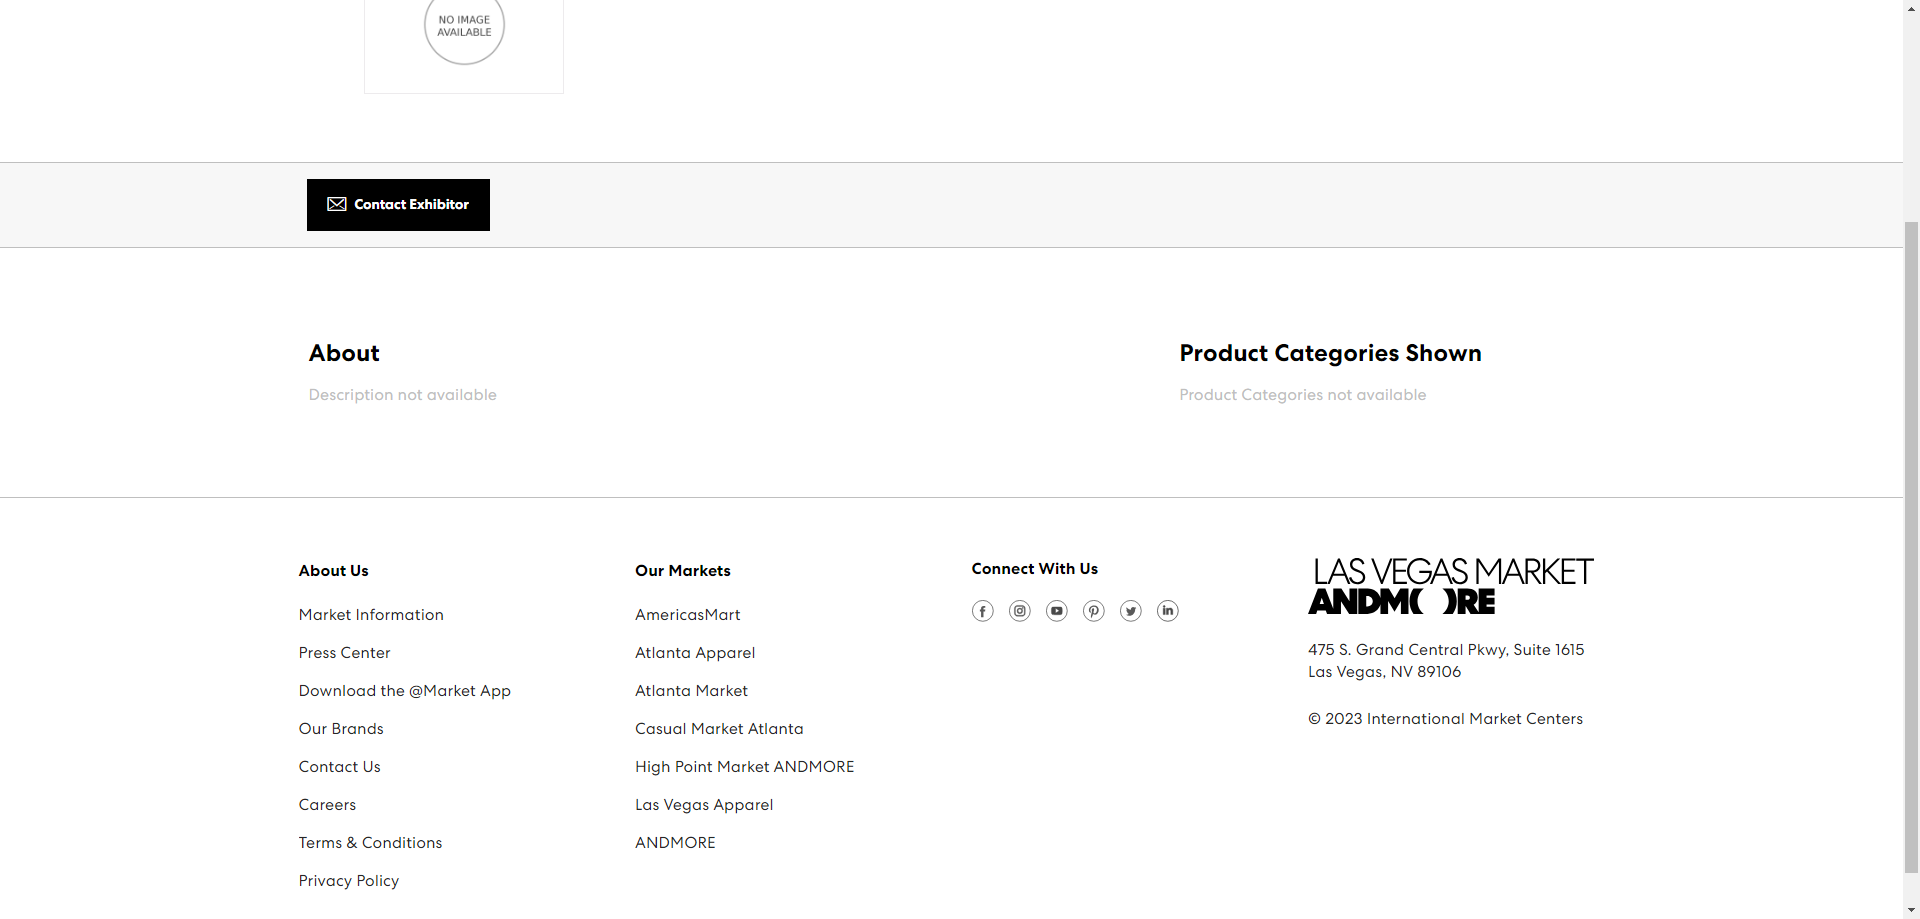 NO IMAGE
AVAILABLE
Contact Exhibitor
About
Description not available
Product Categories Shown
Product Categories not available
About Us
Market Information
Press Center
Download the @Market App
Our Brands
Contact Us
Careers
Terms & Conditions
Privacy Policy
Our Markets
AmericasMart
Atlanta Apparel
Atlanta Market
Casual Market Atlanta
High Point Market ANDMORE
Las Vegas Apparel
ANDMORE
Connect With Us
LAS VEGAS MARKET
ANDM( )RE
475 S. Grand Central Pkwy, Suite 1615
Las Vegas, NV 89106
© 2023 International Market Centers